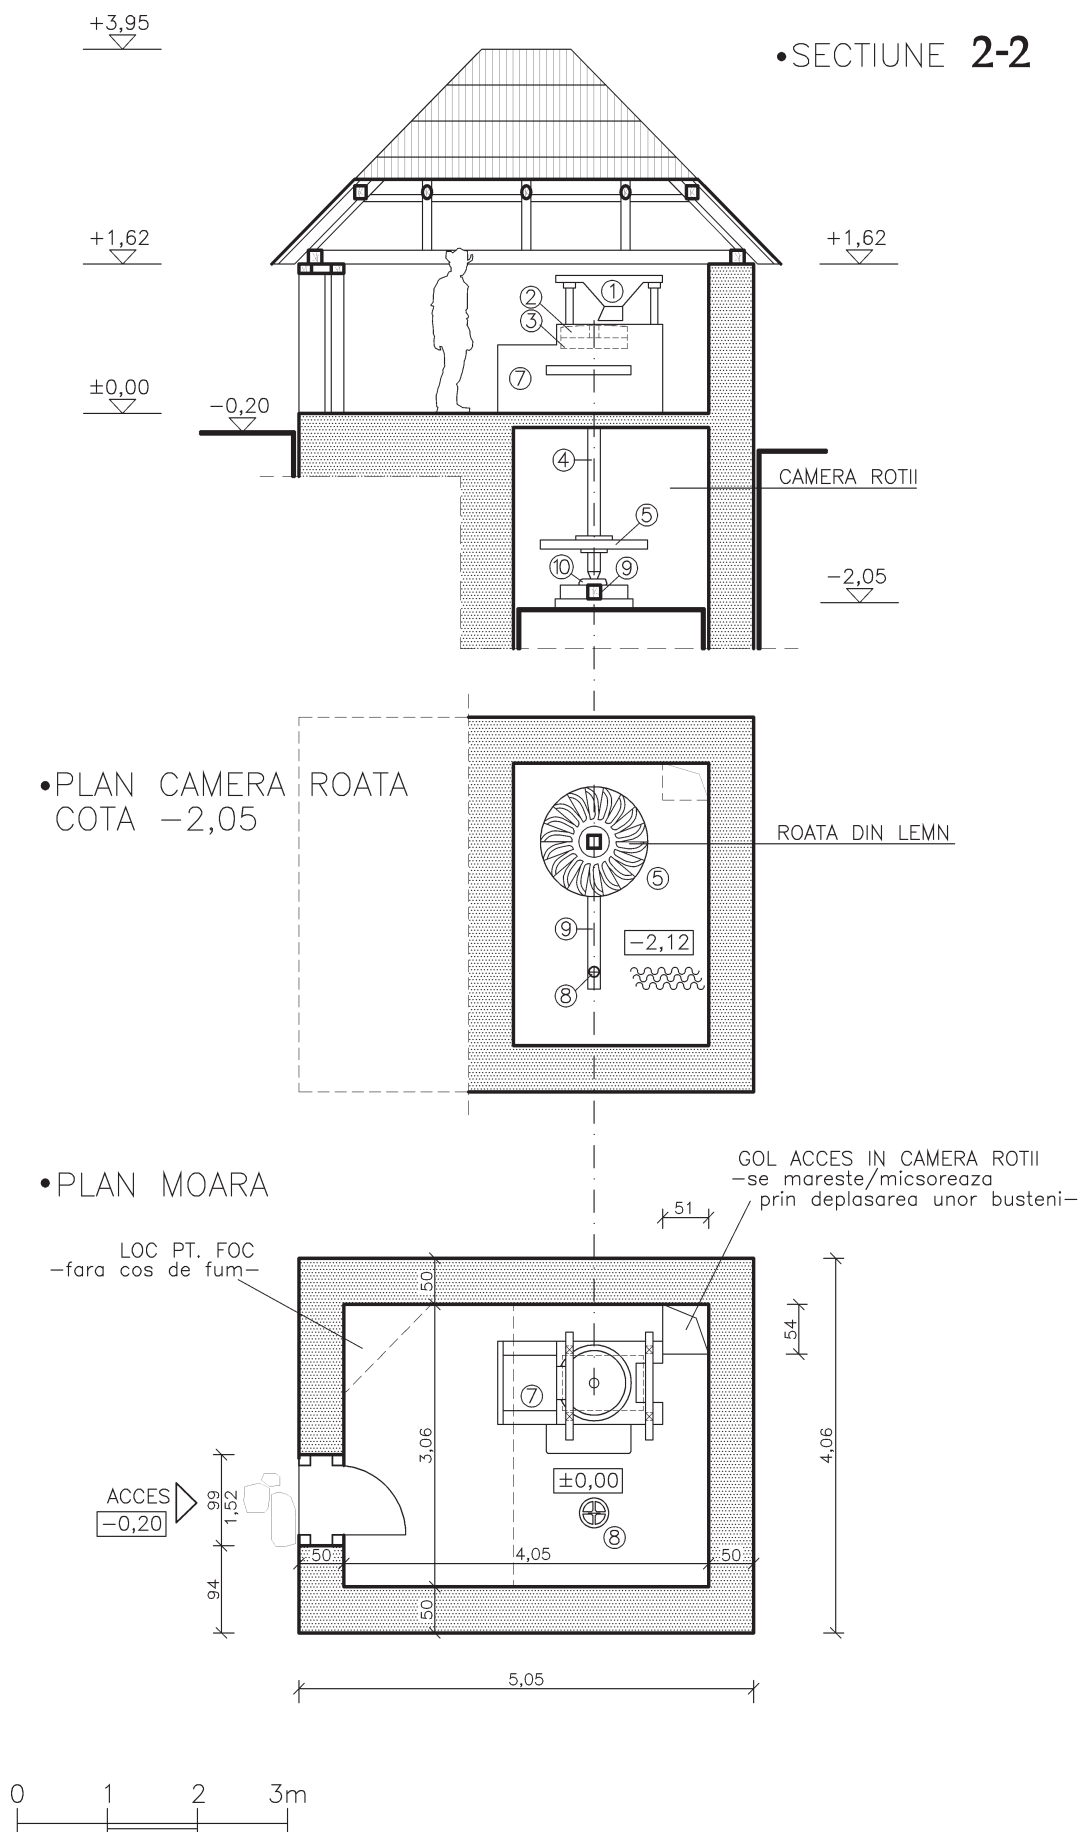 +3,95
•SECTIUNE 2-2
+1,62
+1,62
1
2
3
±0,00
7
-0,20
4
CAMERA ROTII
5
10
9
-2,05
•PLAN CAMERA ROATA
COTA -2,05
ROATA DIN LEMN
5
9
-2,12
8
•PLAN MOARA
GOL ACCES IN CAMERA ROTII
-se mareste/micsoreaza
prin deplasarea unor busteni-
51
LOC PT. FOC
-fara cos de fum-
50
54
7
3,06
4,06
±0,00
ACCES
-0,20
99
1,52
8
50
4,05
50
94
50
5,05
0 1 2 3m